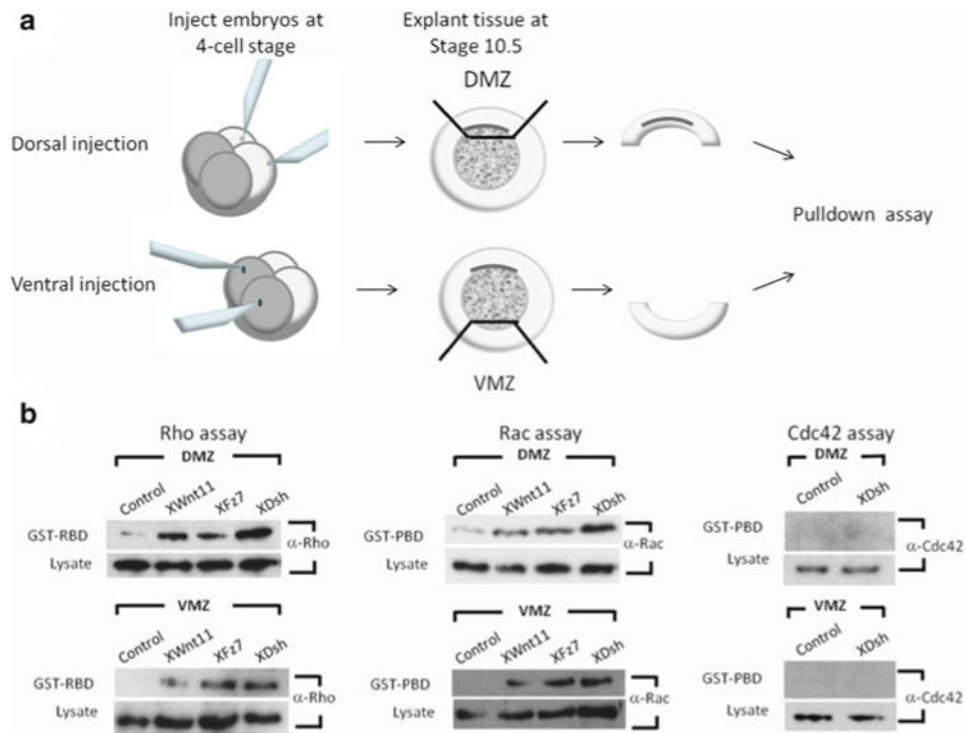 a
Inject embryos at
4-cell stage
Explant tissue at
Stage 10.5
DMZ
Dorsal injection
Pulldown assay
Ventral injection
VMZ
b
Rho assay
DMZ
Control XWnt11 XFz7 XDsh
GST-RBD
Lysate
α-Rho
VMZ
Control XWnt11 XFz7 XDsh
GST-RBD
Lysate
α-Rho
Rac assay
DMZ
Control XWnt11 XFz7 XDsh
GST-PBD
Lysate
α-Rac
VMZ
Control XWnt11 XFz7 XDsh
GST-PBD
Lysate
α-Rac
Cdc42 assay
DMZ
Control XDsh
GST-PBD
Lysate
α-Cdc42
VMZ
Control XDsh
GST-PBD
Lysate
α-Cdc42